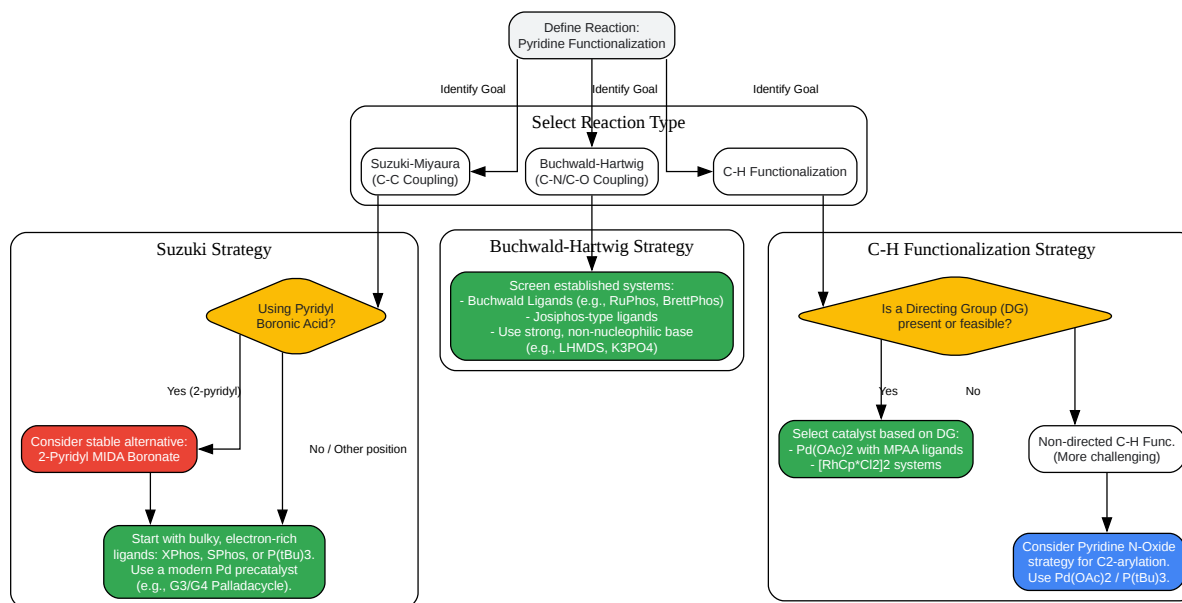 Define Reaction:
Pyridine Functionalization
Identify Goal
Identify Goal
Identify Goal
Select Reaction Type
Suzuki-Miyaura
(C-C Coupling)
Buchwald-Hartwig
(C-N/C-O Coupling)
C-H Functionalization
Suzuki Strategy
Using Pyridyl
Boronic Acid?
Yes (2-pyridyl)
No / Other position
Consider stable alternative:
2-Pyridyl MIDA Boronate
Start with bulky, electron-rich
ligands: XPhos, SPhos, or P(tBu)3.
Use a modern Pd precatalyst
(e.g., G3/G4 Palladacycle).
Buchwald-Hartwig Strategy
Screen established systems:
- Buchwald Ligands (e.g., RuPhos, BrettPhos)
- Josiphos-type ligands
- Use strong, non-nucleophilic base
(e.g., LHMDS, K3PO4)
C-H Functionalization Strategy
Is a Directing Group (DG)
present or feasible?
Yes
No
Select catalyst based on DG:
- Pd(OAc)2 with MPAA ligands
- [RhCp*Cl2]2 systems
Non-directed C-H Func.
(More challenging)
Consider Pyridine N-Oxide
strategy for C2-arylation.
Use Pd(OAc)2 / P(tBu)3.